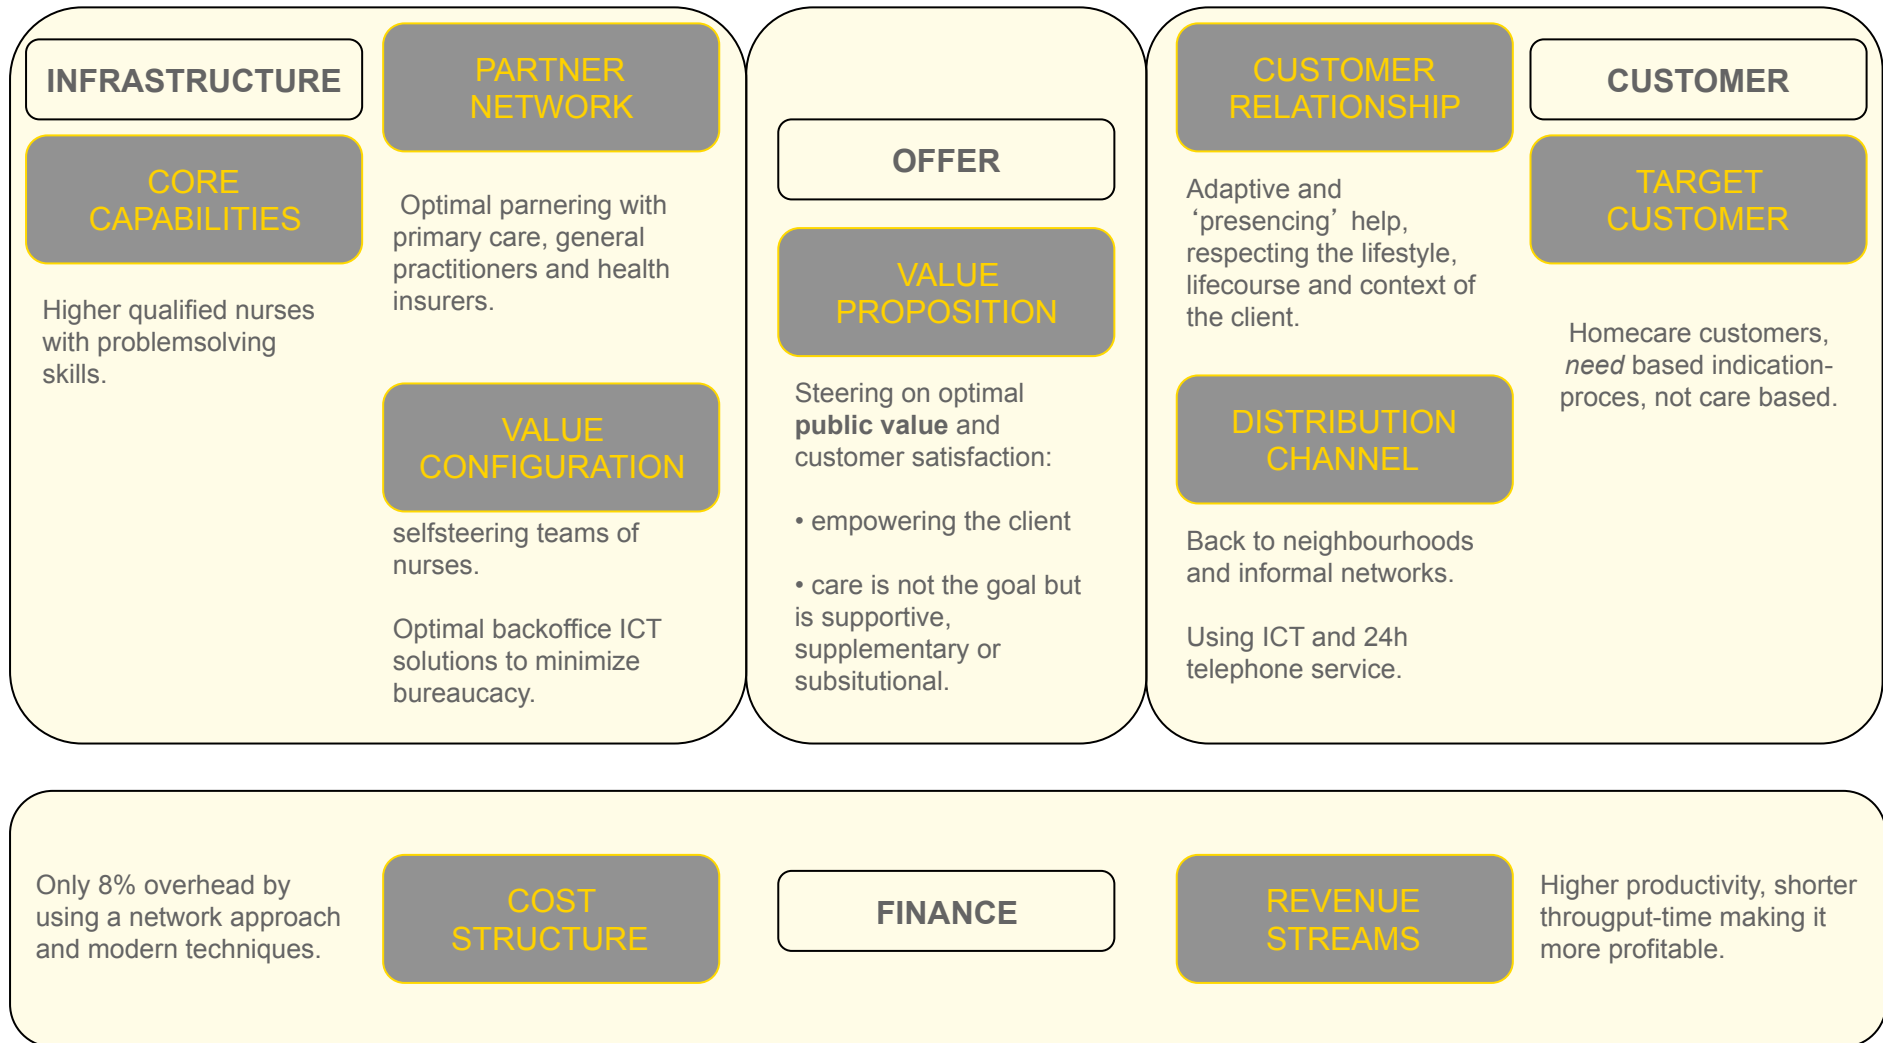 INFRASTRUCTURE
CORE
CAPABILITIES
Higher qualified nurses
with problemsolving
skills.
PARTNER
NETWORK
Optimal parnering with
primary care, general
practitioners and health
insurers.
VALUE
CONFIGURATION
selfsteering teams of
nurses.
Optimal backoffice ICT
solutions to minimize
bureaucacy.
OFFER
VALUE
PROPOSITION
Steering on optimal
public value and
customer satisfaction:
• empowering the client
• care is not the goal but
is supportive,
supplementary or
subsitutional.
CUSTOMER
RELATIONSHIP
Adaptive and
‘presencing’ help,
respecting the lifestyle,
lifecourse and context of
the client.
DISTRIBUTION
CHANNEL
Back to neighbourhoods
and informal networks.
Using ICT and 24h
telephone service.
CUSTOMER
TARGET
CUSTOMER
Homecare customers,
need based indication-
proces, not care based.
Only 8% overhead by
using a network approach
and modern techniques.
COST
STRUCTURE
FINANCE
REVENUE
STREAMS
Higher productivity, shorter
througput-time making it
more profitable.